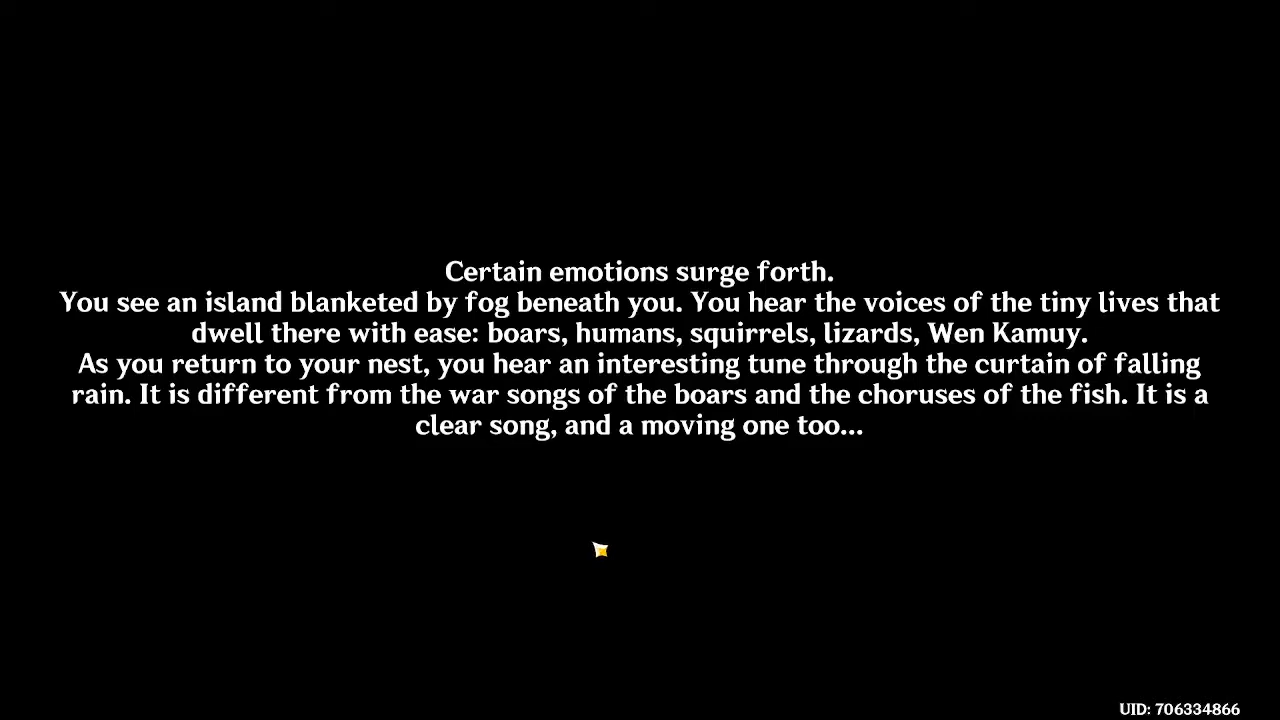 Certain emotions surge forth.
You see an island blanketed by fog beneath you. You hear the voices of the tiny lives that
dwell there with ease: boars, humans, squirrels, lizards, Wen Kamuy.
As you return to your nest, you hear an interesting tune through the curtain of falling
rain. It is different from the war songs of the boars and the choruses of the fish. It is a
clear song, and a moving one too...
UID: 706334866